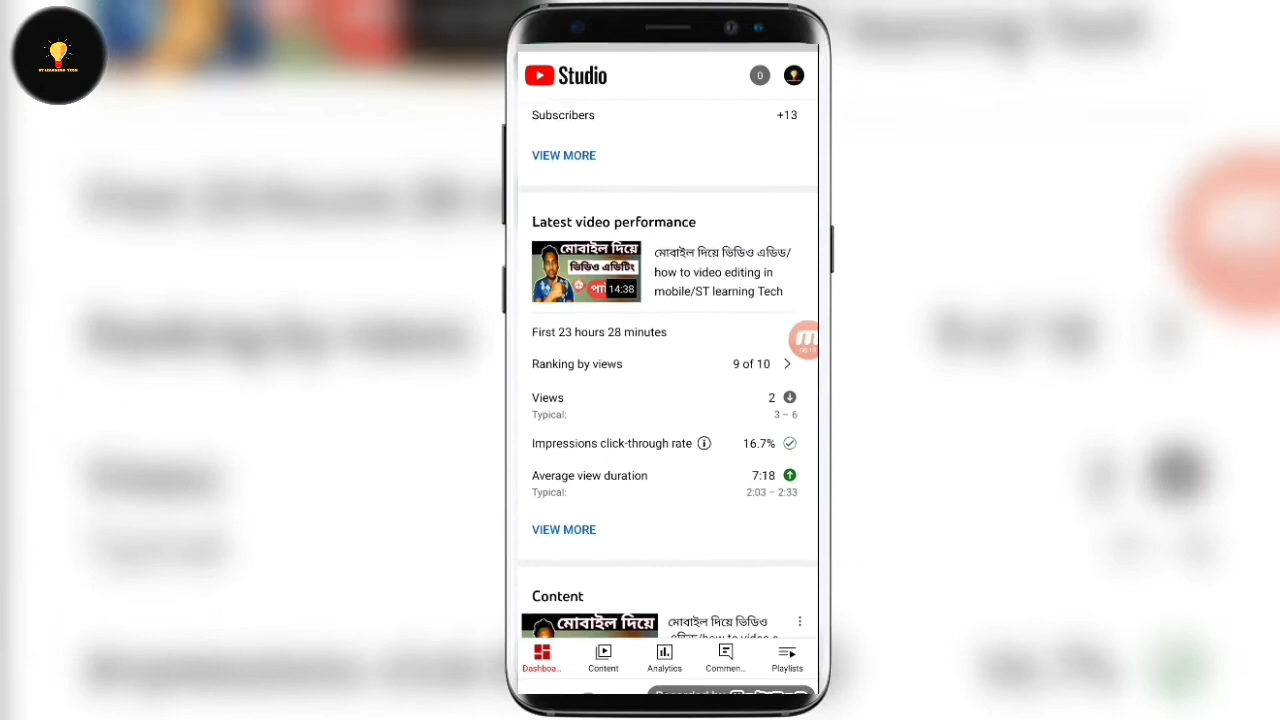 ST LEARNING TECH
Studio
0
Subscribers +13
VIEW MORE
Latest video performance
মোবাইল দিয়ে
ভিডিও এডিটিং
14:38
মোবাইল দিয়ে ভিডিও এডিড/
how to video editing in
mobile/ST learning Tech
First 23 hours 28 minutes
Ranking by views 9 of 10
Views 2
Typical: 3 – 6
Impressions click-through rate 16.7%
Average view duration 7:18
Typical: 2:03 – 2:33
VIEW MORE
Content
মোবাইল দিয়ে
মোবাইল দিয়ে ভিডিও
Dashboa... Content Analytics Commen... Playlists